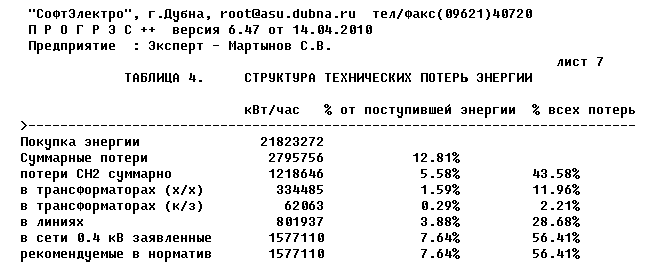 "СофтЭлектро", г.Дубна, root@asu.dubna.ru тел/факс(09621)40720
П Р О Г Р Э С ++ версия 6.47 от 14.04.2010
Предприятие : Эксперт - Мартынов С.В.
лист 7
ТАБЛИЦА 4. СТРУКТУРА ТЕХНИЧЕСКИХ ПОТЕРЬ ЭНЕРГИИ
кВт/час % от поступившей энергии % всех потерь
>----------------------------------------------------------------------------
Покупка энергии 21823272
Суммарные потери 2795756 12.81%
потери СН2 суммарно 1218646 5.58% 43.58%
в трансформаторах (х/х) 334485 1.59% 11.96%
в трансформаторах (к/з) 62063 0.29% 2.21%
в линиях 801937 3.88% 28.68%
в сети 0.4 кВ заявленные 1577110 7.64% 56.41%
рекомендуемые в норматив 1577110 7.64% 56.41%